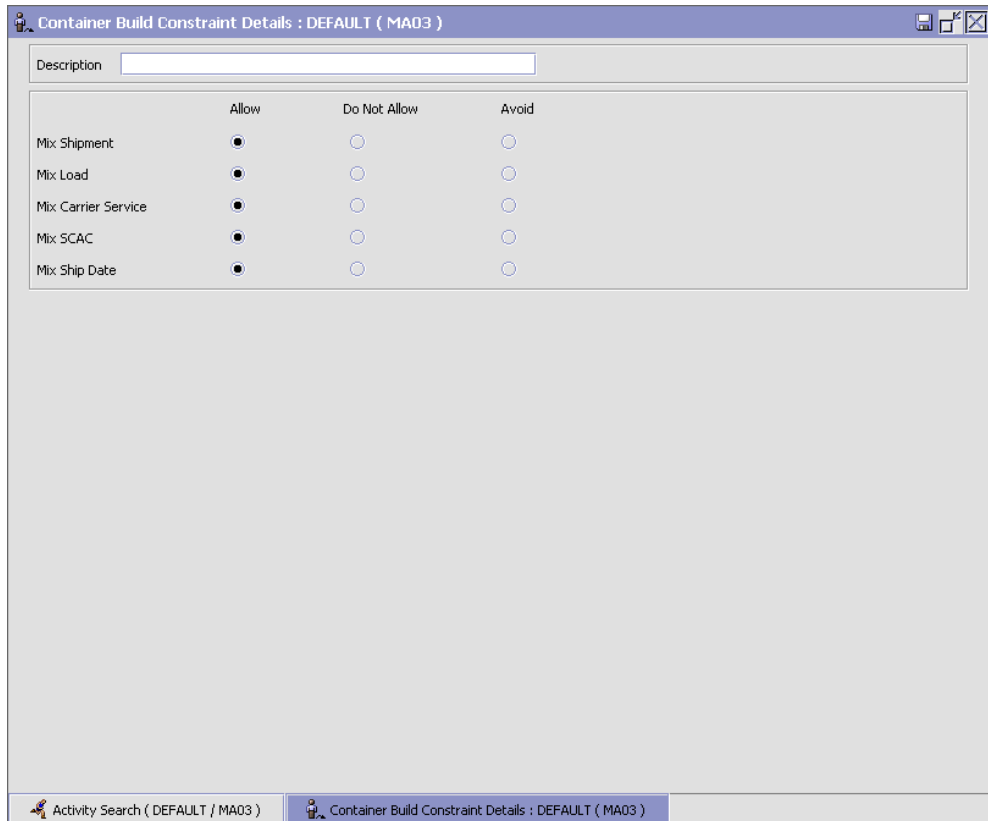 Container Build Constraint Details : DEFAULT ( MA03 )
Description
Allow Do Not Allow Avoid
Mix Shipment
Mix Load
Mix Carrier Service
Mix SCAC
Mix Ship Date
Activity Search ( DEFAULT / MA03 ) Container Build Constraint Details : DEFAULT ( MA03 )